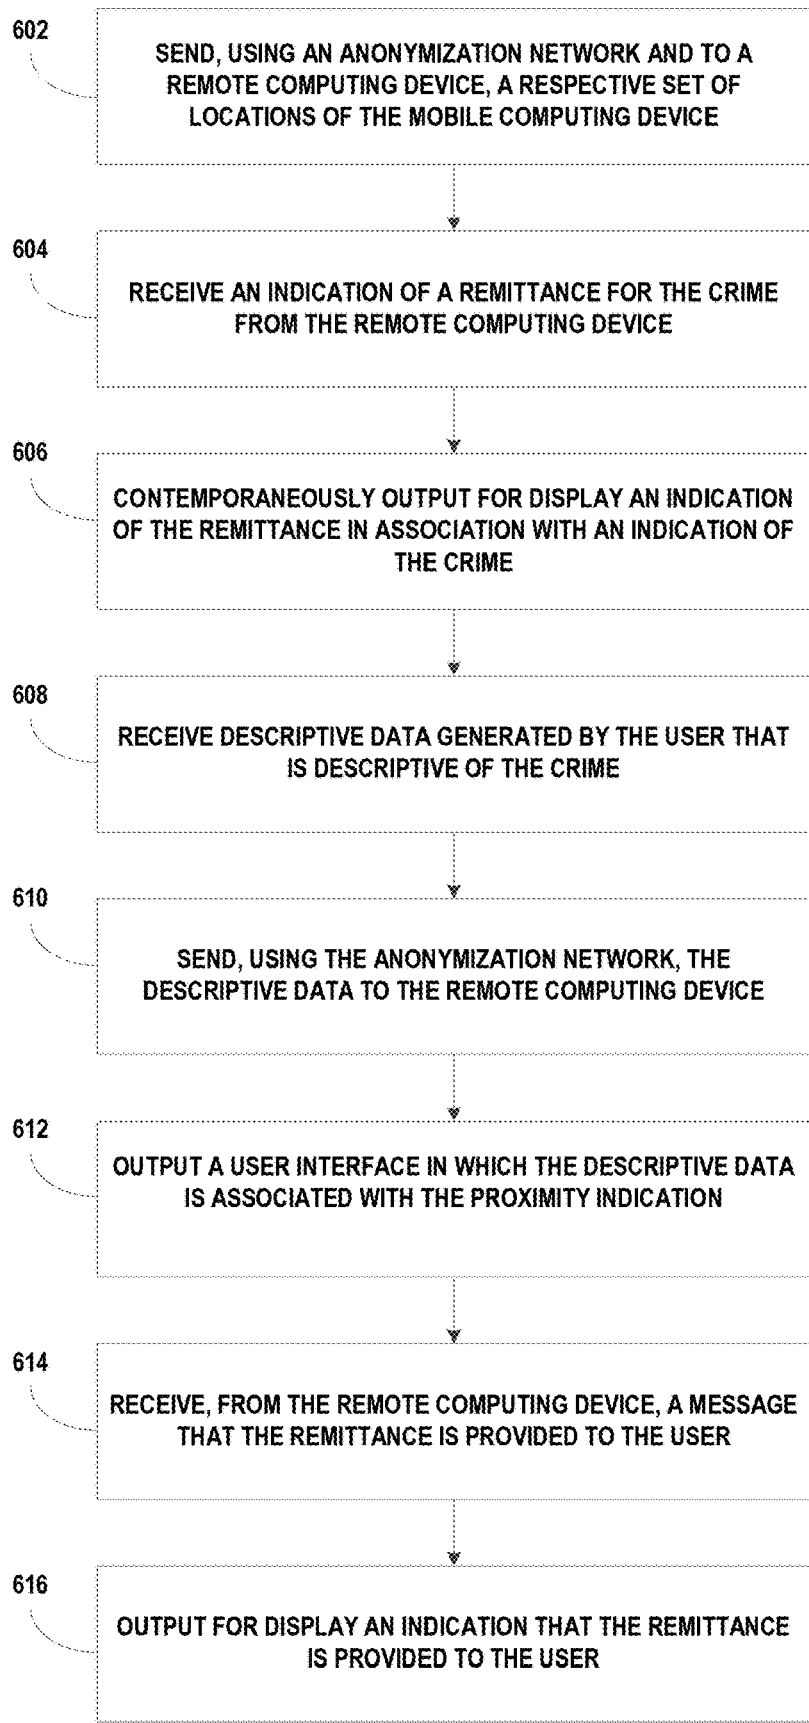 602
SEND, USING AN ANONYMIZATION NETWORK AND TO A
REMOTE COMPUTING DEVICE, A RESPECTIVE SET OF
LOCATIONS OF THE MOBILE COMPUTING DEVICE
604
RECEIVE AN INDICATION OF A REMITTANCE FOR THE CRIME
FROM THE REMOTE COMPUTING DEVICE
606
CONTEMPORANEOUSLY OUTPUT FOR DISPLAY AN INDICATION
OF THE REMITTANCE IN ASSOCIATION WITH AN INDICATION OF
THE CRIME
608
RECEIVE DESCRIPTIVE DATA GENERATED BY THE USER THAT
IS DESCRIPTIVE OF THE CRIME
610
SEND, USING THE ANONYMIZATION NETWORK, THE
DESCRIPTIVE DATA TO THE REMOTE COMPUTING DEVICE
612
OUTPUT A USER INTERFACE IN WHICH THE DESCRIPTIVE DATA
IS ASSOCIATED WITH THE PROXIMITY INDICATION
614
RECEIVE, FROM THE REMOTE COMPUTING DEVICE, A MESSAGE
THAT THE REMITTANCE IS PROVIDED TO THE USER
616
OUTPUT FOR DISPLAY AN INDICATION THAT THE REMITTANCE
IS PROVIDED TO THE USER